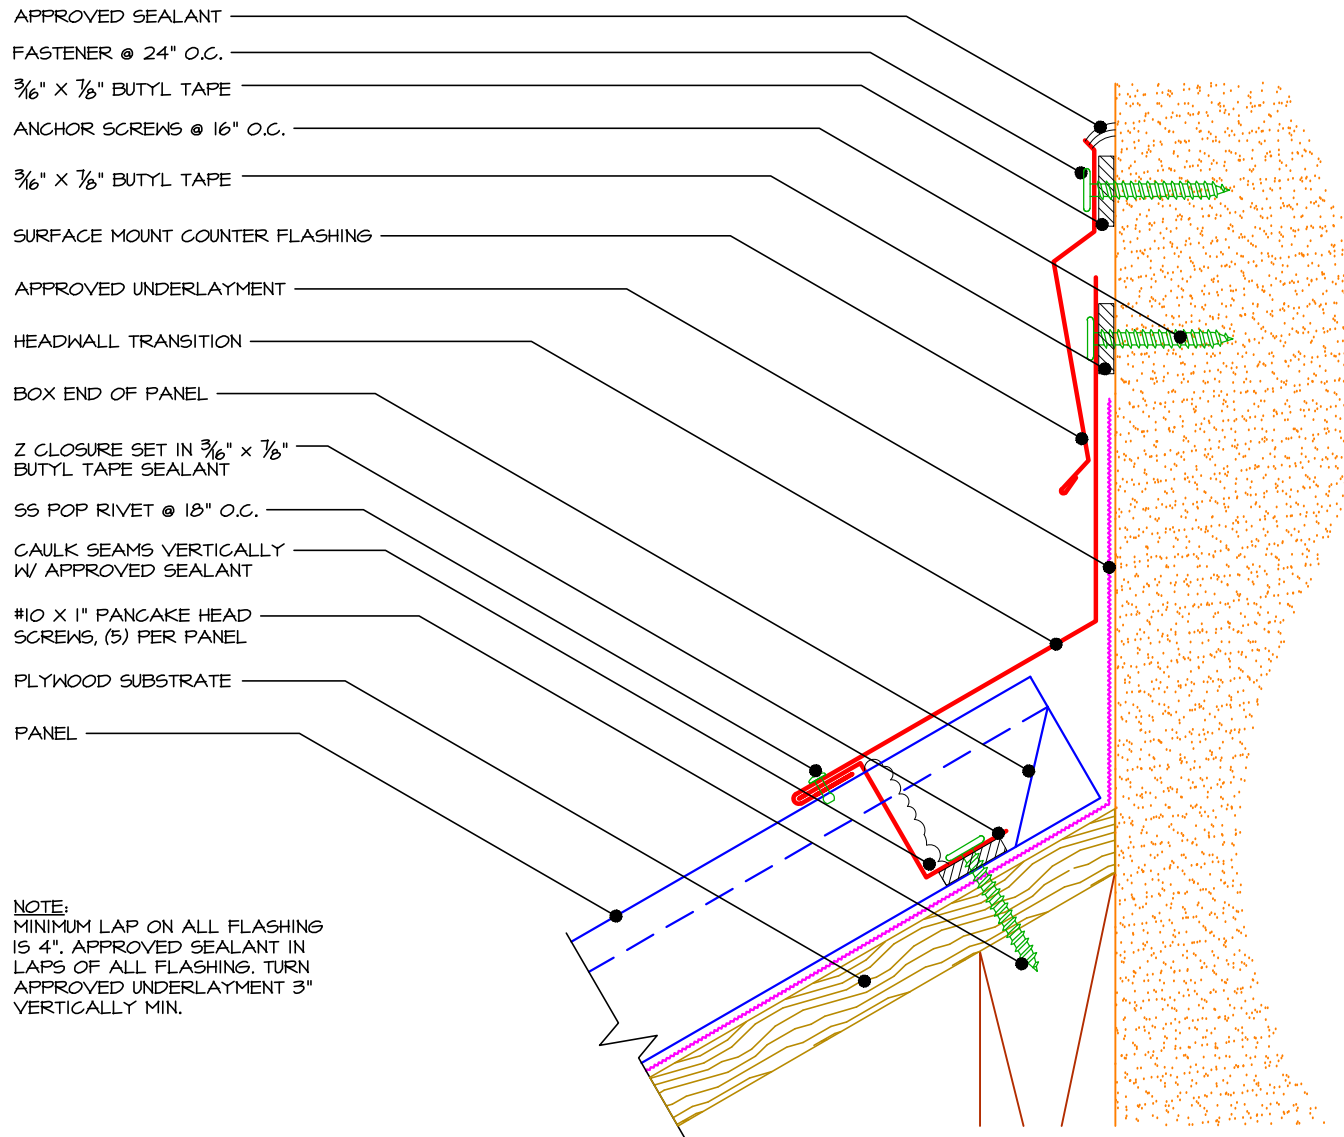 APPROVED SEALANT
FASTENER @ 24" O.C.
3/16" X 7/8" BUTYL TAPE
ANCHOR SCREWS @ 16" O.C.
3/16" X 7/8" BUTYL TAPE
SURFACE MOUNT COUNTER FLASHING
APPROVED UNDERLAYMENT
HEADWALL TRANSITION
BOX END OF PANEL
Z CLOSURE SET IN 3/16" x 7/8"
BUTYL TAPE SEALANT
SS POP RIVET @ 18" O.C.
CAULK SEAMS VERTICALLY
W/ APPROVED SEALANT
#10 X 1" PANCAKE HEAD
SCREWS, (5) PER PANEL
PLYWOOD SUBSTRATE
PANEL
NOTE:
MINIMUM LAP ON ALL FLASHING
IS 4". APPROVED SEALANT IN
LAPS OF ALL FLASHING. TURN
APPROVED UNDERLAYMENT 3"
VERTICALLY MIN.